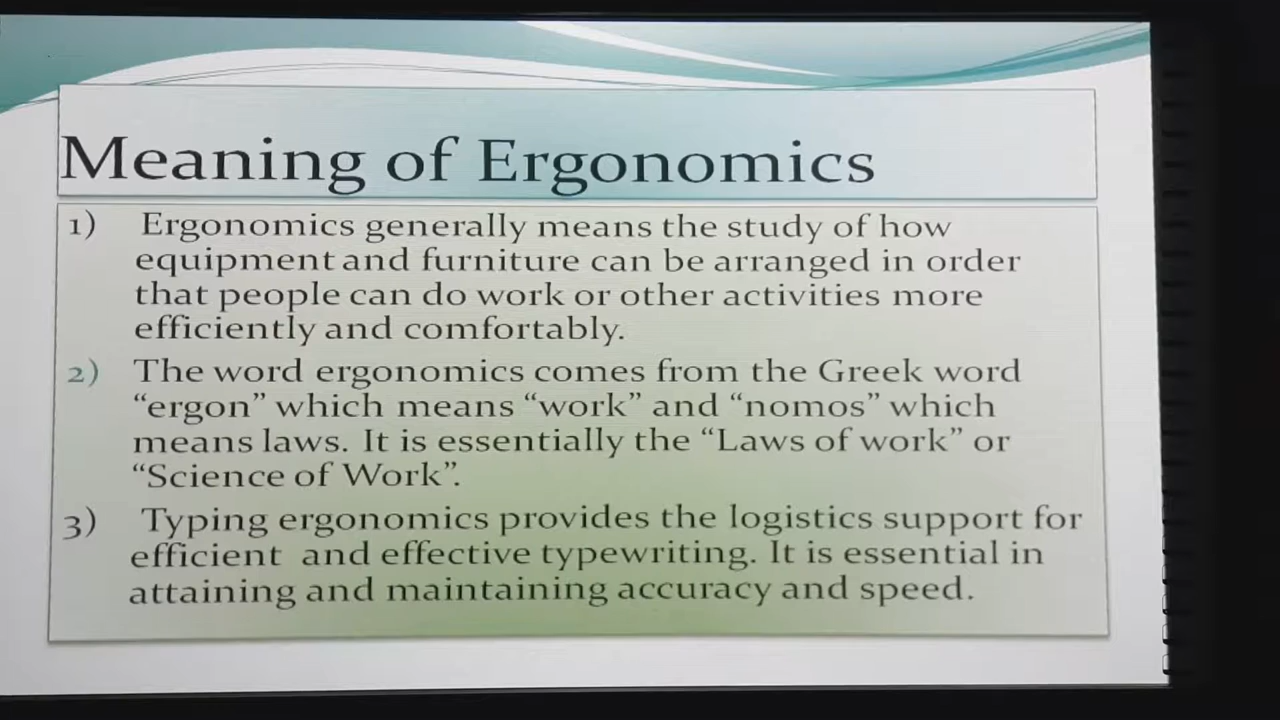 Meaning of Ergonomics
1) Ergonomics generally means the study of how
equipment and furniture can be arranged in order
that people can do work or other activities more
efficiently and comfortably.
2) The word ergonomics comes from the Greek word
“ergon” which means “work” and “nomos” which
means laws. It is essentially the “Laws of work” or
“Science of Work”.
3) Typing ergonomics provides the logistics support for
efficient and effective typewriting. It is essential in
attaining and maintaining accuracy and speed.